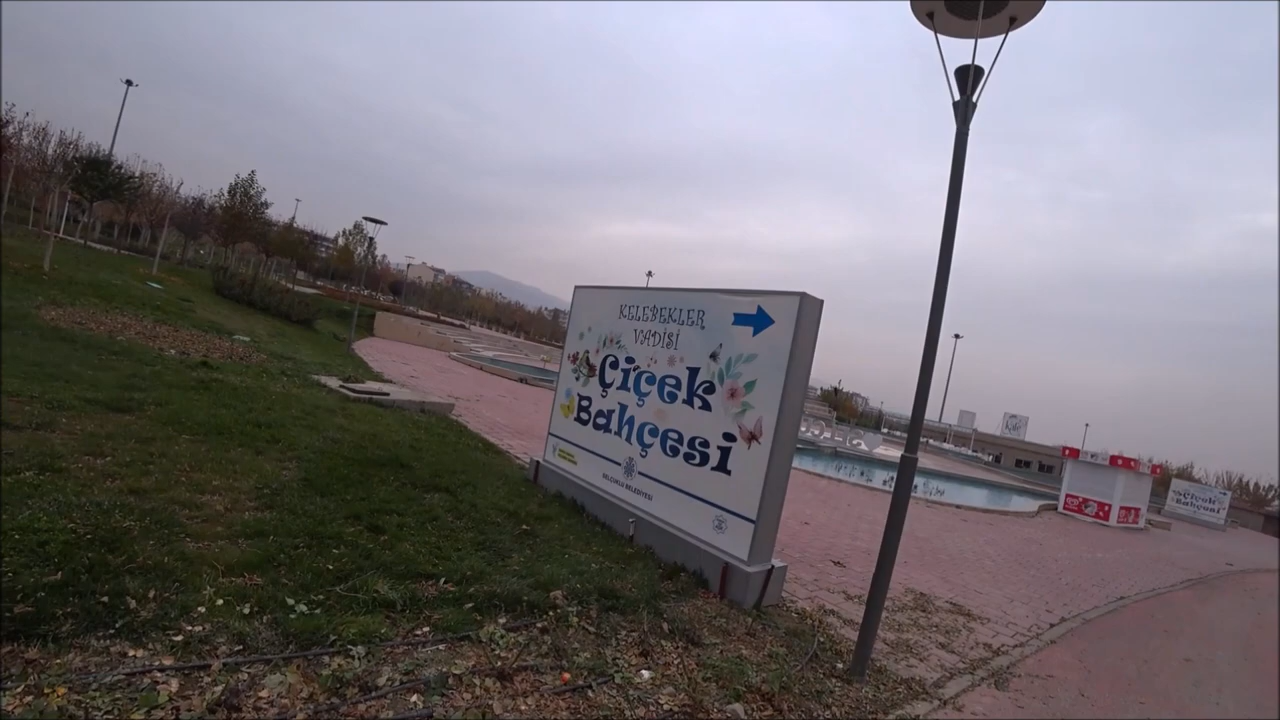 KELEBEKLER
VADİSİ
Çiçek
Bahçesi
SELÇUKLU BELEDİYESİ
Kafe
Çiçek
Bahçesi